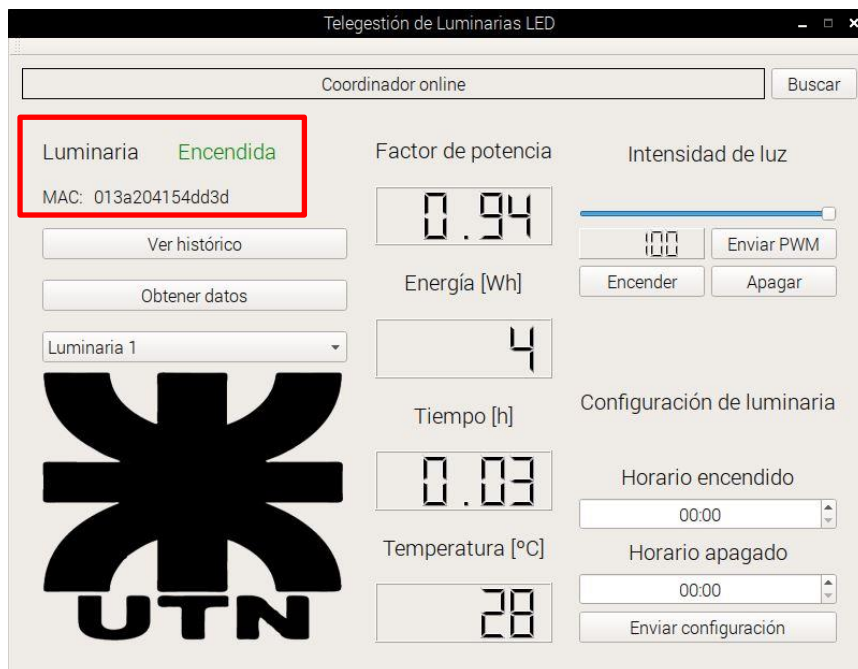 Telegestión de Luminarias LED
Coordinador online
Buscar
Luminaria Encendida
MAC: 013a204154dd3d
Ver histórico
Obtener datos
Luminaria 1
UTN
Factor de potencia
0.94
Energía [Wh]
4
Tiempo [h]
0.03
Temperatura [ºC]
28
Intensidad de luz
100
Enviar PWM
Encender
Apagar
Configuración de luminaria
Horario encendido
00:00
Horario apagado
00:00
Enviar configuración